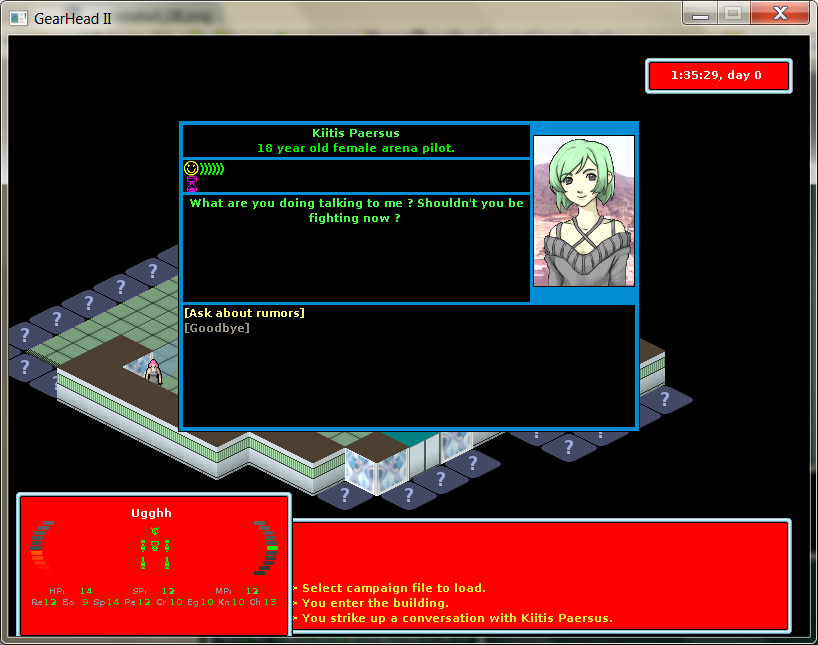 GearHead II
1:35:29, day 0
Kiitis Paersus
18 year old female arena pilot.
What are you doing talking to me ? Shouldn't you be
fighting now ?
[Ask about rumors]
[Goodbye]
?
?
?
?
?
?
?
?
?
?
?
?
?
?
Ugghh
HP: 14 SP: 12 MP: 12
Re12 Bo 9 Sp14 Pe12 Cr10 Eg10 Kn10 Ch13
> Select campaign file to load.
> You enter the building.
> You strike up a conversation with Kiitis Paersus.